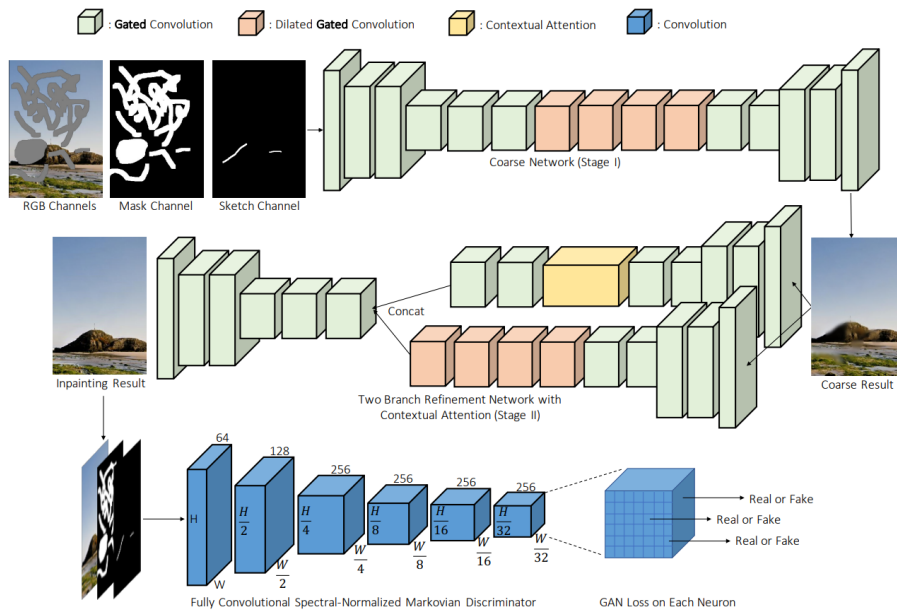 : Gated Convolution
: Dilated Gated Convolution
: Contextual Attention
: Convolution
RGB Channels
Mask Channel
Sketch Channel
Coarse Network (Stage I)
Concat
Inpainting Result
Two Branch Refinement Network with
Contextual Attention (Stage II)
Coarse Result
64
128
256
256
256
256
H
H/2
H/4
H/8
H/16
H/32
W
W/2
W/4
W/8
W/16
W/32
Real or Fake
Real or Fake
Real or Fake
Fully Convolutional Spectral-Normalized Markovian Discriminator
GAN Loss on Each Neuron